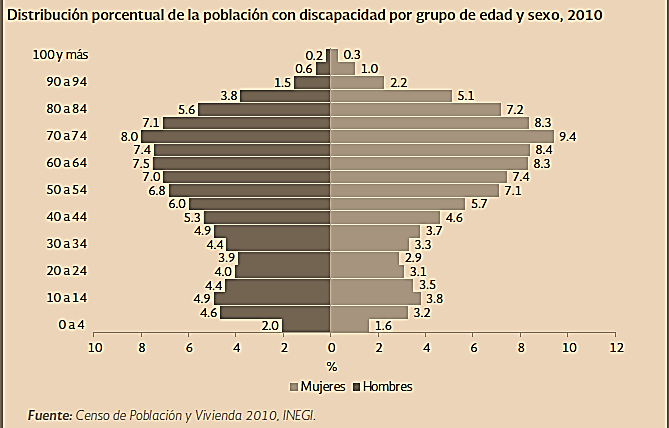 Distribución porcentual de la población con discapacidad por grupo de edad y sexo, 2010
100 y más 0.2 0.3
0.6 1.0
90 a 94 1.5 2.2
3.8 5.1
80 a 84 5.6 7.2
7.1 8.3
70 a 74 8.0 9.4
7.4 8.4
60 a 64 7.5 8.3
7.0 7.4
50 a 54 6.8 7.1
6.0 5.7
40 a 44 5.3 4.6
4.9 3.7
30 a 34 4.4 3.3
3.9 2.9
20 a 24 4.0 3.1
4.4 3.5
10 a 14 4.9 3.8
4.6 3.2
0 a 4 2.0 1.6
10 8 6 4 2 0 2 4 6 8 10 12
%
Mujeres Hombres
Fuente: Censo de Población y Vivienda 2010, INEGI.